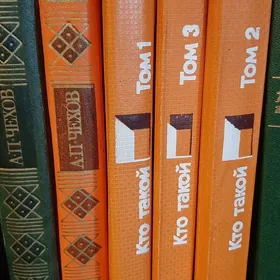 А·П·ЧЕХОВ
А·П·ЧЕХОВ
Кто такой Том 1
Кто такой Том 3
Кто такой Том 2